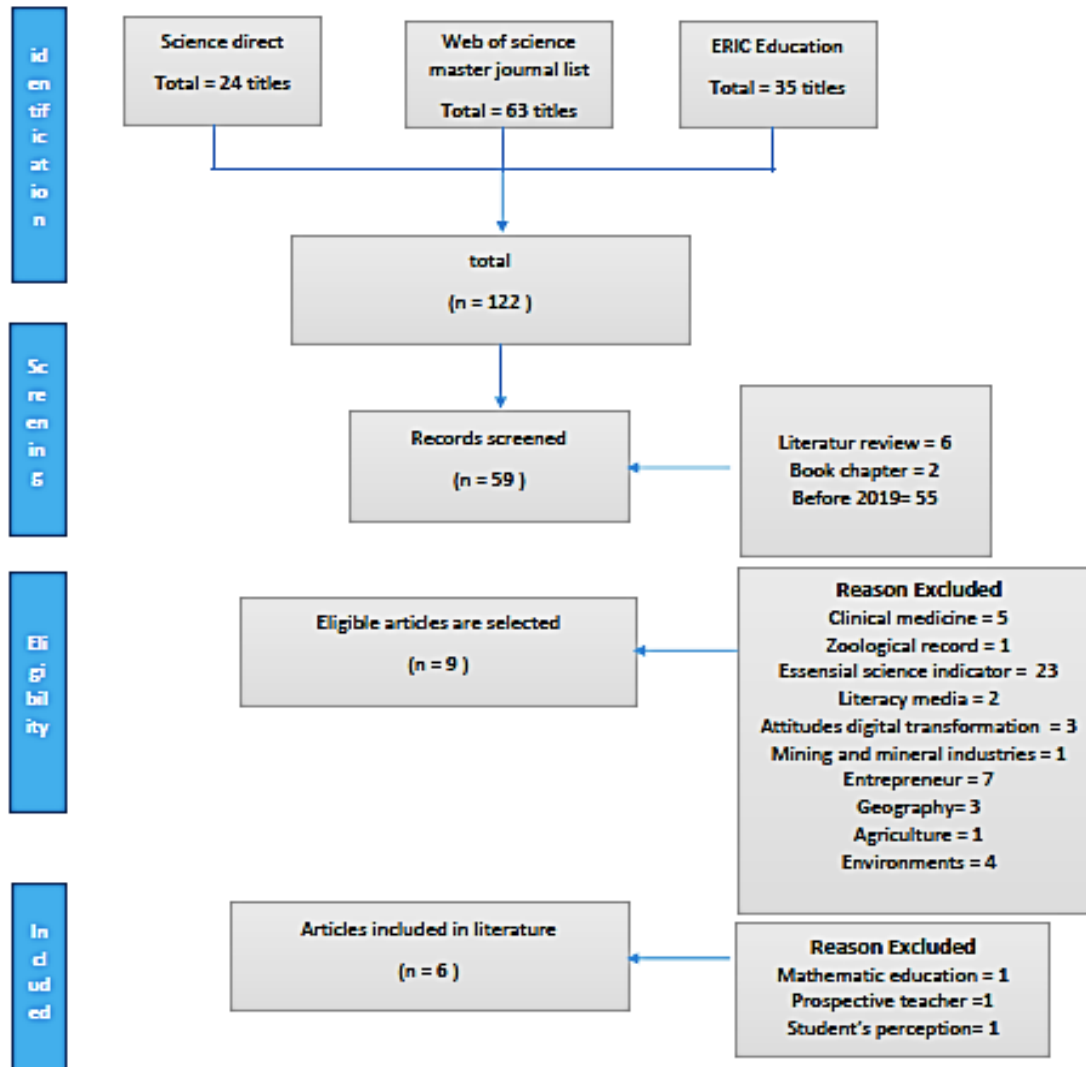 id
en
tif
ic
at
io
n
Science direct
Total = 24 titles
Web of science
master journal list
Total = 63 titles
ERIC Education
Total = 35 titles
total
(n = 122 )
Sc
re
en
in
g
Records screened
(n = 59 )
Literatur review = 6
Book chapter = 2
Before 2019= 55
Eli
gi
bil
ity
Eligible articles are selected
(n = 9 )
Reason Excluded
Clinical medicine = 5
Zoological record = 1
Essensial science indicator = 23
Literacy media = 2
Attitudes digital transformation = 3
Mining and mineral industries = 1
Entrepreneur = 7
Geography= 3
Agriculture = 1
Environments = 4
In
cl
ud
ed
Articles included in literature
(n = 6 )
Reason Excluded
Mathematic education = 1
Prospective teacher =1
Student's perception= 1